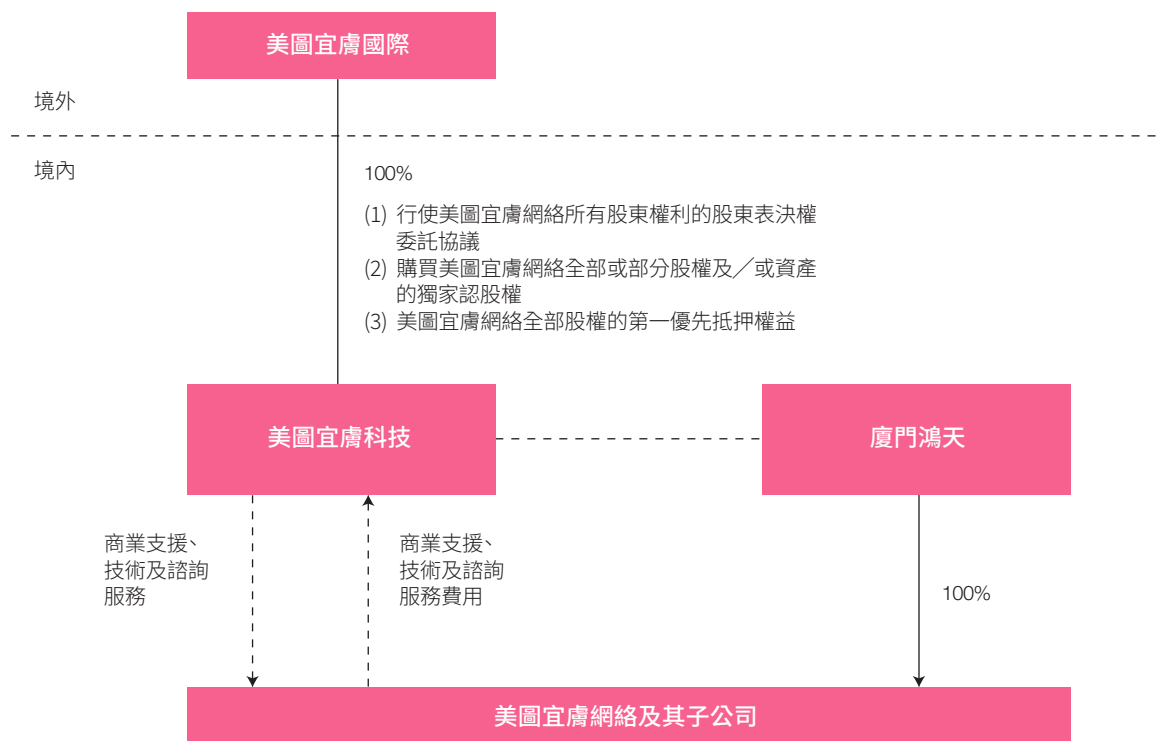 美圖宜膚國際
境外
境內
100%
(1) 行使美圖宜膚網絡所有股東權利的股東表決權
委託協議
(2) 購買美圖宜膚網絡全部或部分股權及／或資產
的獨家認股權
(3) 美圖宜膚網絡全部股權的第一優先抵押權益
美圖宜膚科技
廈門鴻天
商業支援、
技術及諮詢
服務
商業支援、
技術及諮詢
服務費用
100%
美圖宜膚網絡及其子公司